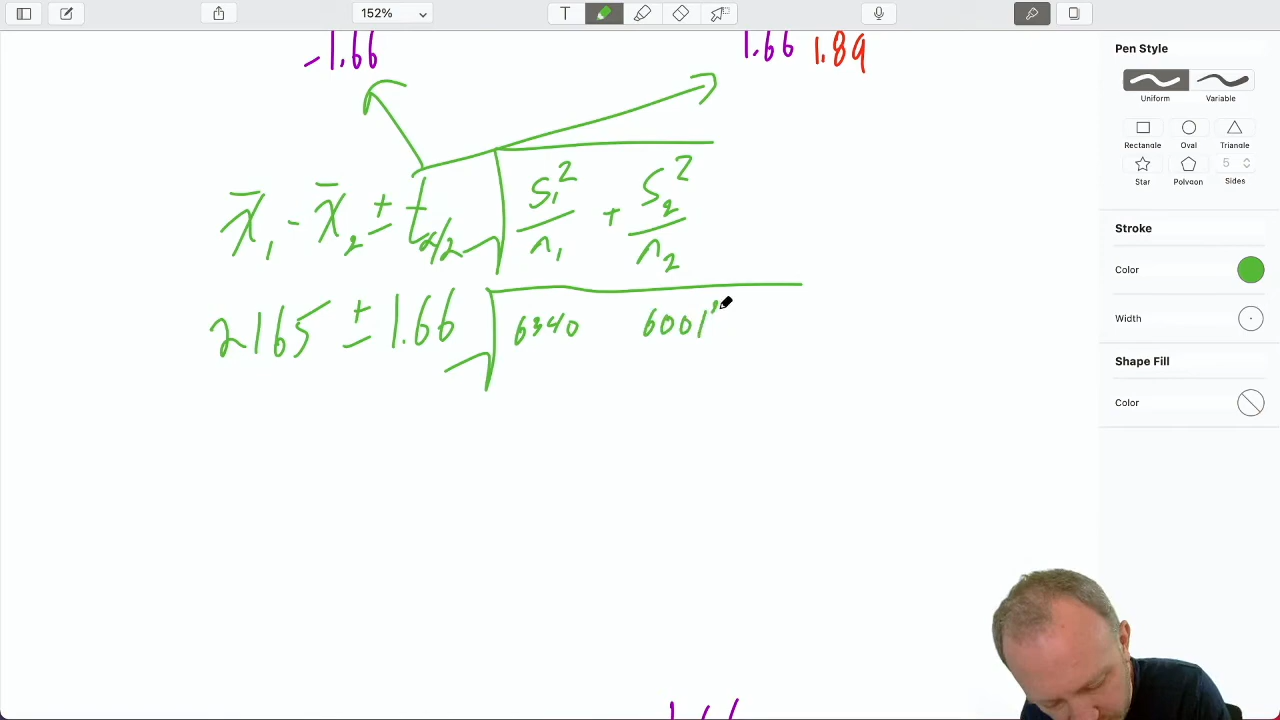 152%
T
-1.66 1.66 1.89
x̄₁ - x̄₂ ± t_α/2 √(S₁²/n₁ + S₂²/n₂)
2165 ± 1.66 √ 6340 6001
Pen Style
Uniform Variable
Rectangle Oval Triangle
Star Polygon 5 Sides
Stroke
Color
Width
Shape Fill
Color